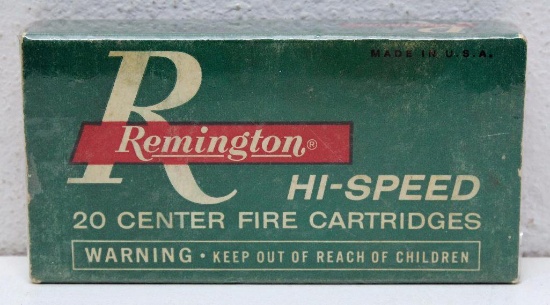 MADE IN U.S.A.
R
Remington®
HI-SPEED
20 CENTER FIRE CARTRIDGES
WARNING • KEEP OUT OF REACH OF CHILDREN